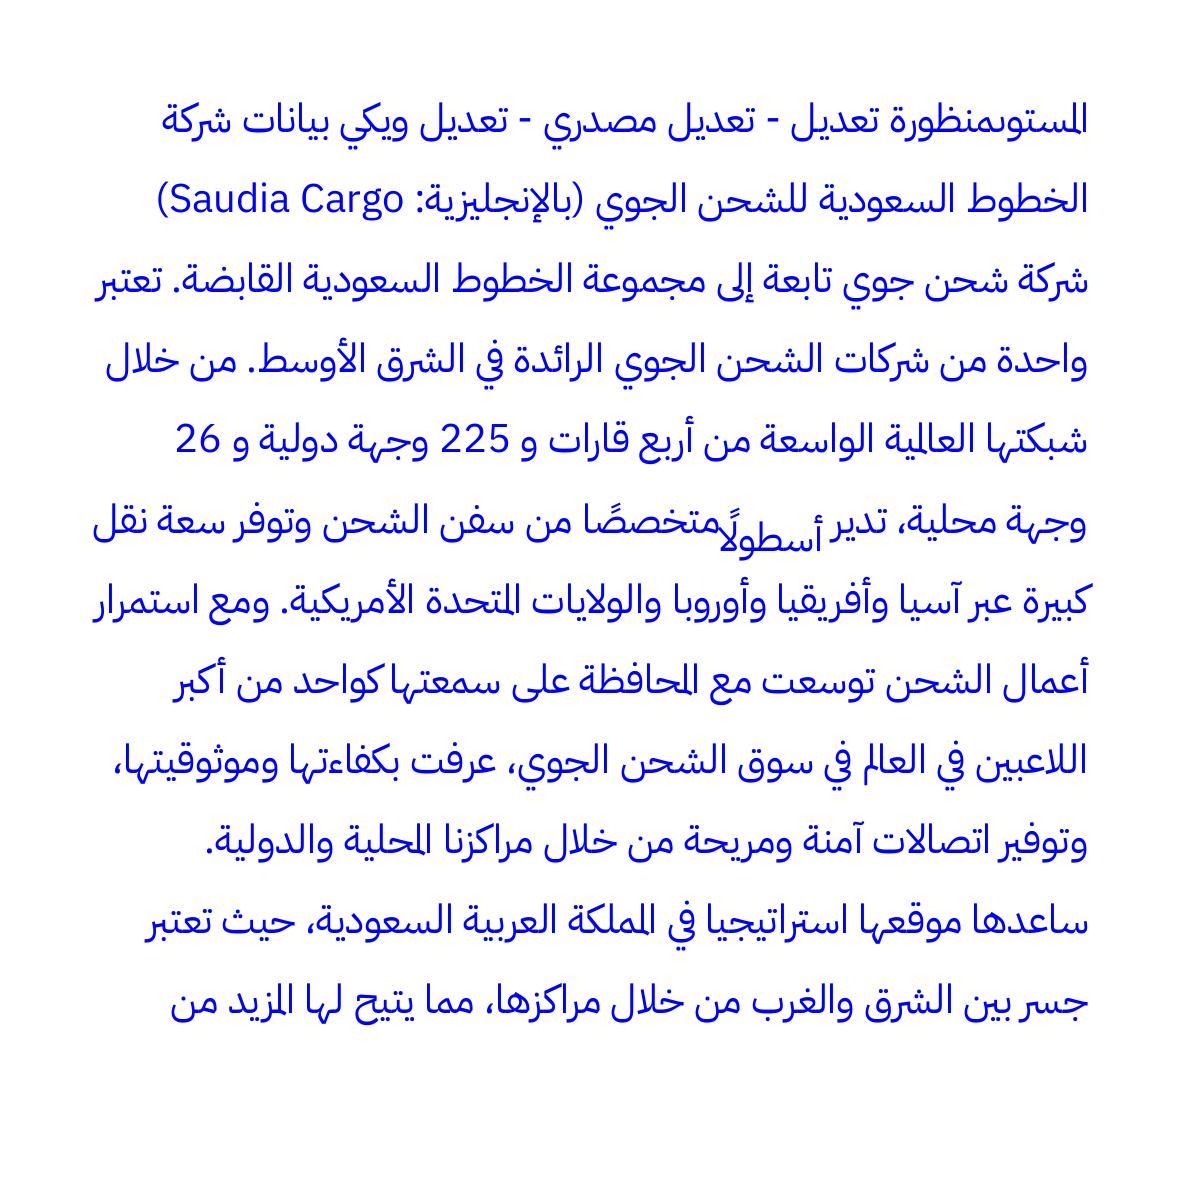 المستوىمنظورة تعديل - تعديل مصدري - تعديل ويكي بيانات شركة
الخطوط السعودية للشحن الجوي (بالإنجليزية: Saudia Cargo)
شركة شحن جوي تابعة إلى مجموعة الخطوط السعودية القابضة. تعتبر
واحدة من شركات الشحن الجوي الرائدة في الشرق الأوسط. من خلال
شبكتها العالمية الواسعة من أربع قارات و 225 وجهة دولية و 26
وجهة محلية، تدير أسطولًا متخصصًا من سفن الشحن وتوفر سعة نقل
كبيرة عبر آسيا وأفريقيا وأوروبا والولايات المتحدة الأمريكية. ومع استمرار
أعمال الشحن توسعت مع المحافظة على سمعتها كواحد من أكبر
اللاعبين في العالم في سوق الشحن الجوي، عرفت بكفاءتها وموثوقيتها،
وتوفير اتصالات آمنة ومريحة من خلال مراكزنا المحلية والدولية.
ساعدها موقعها استراتيجيا في المملكة العربية السعودية، حيث تعتبر
جسر بين الشرق والغرب من خلال مراكزها، مما يتيح لها المزيد من